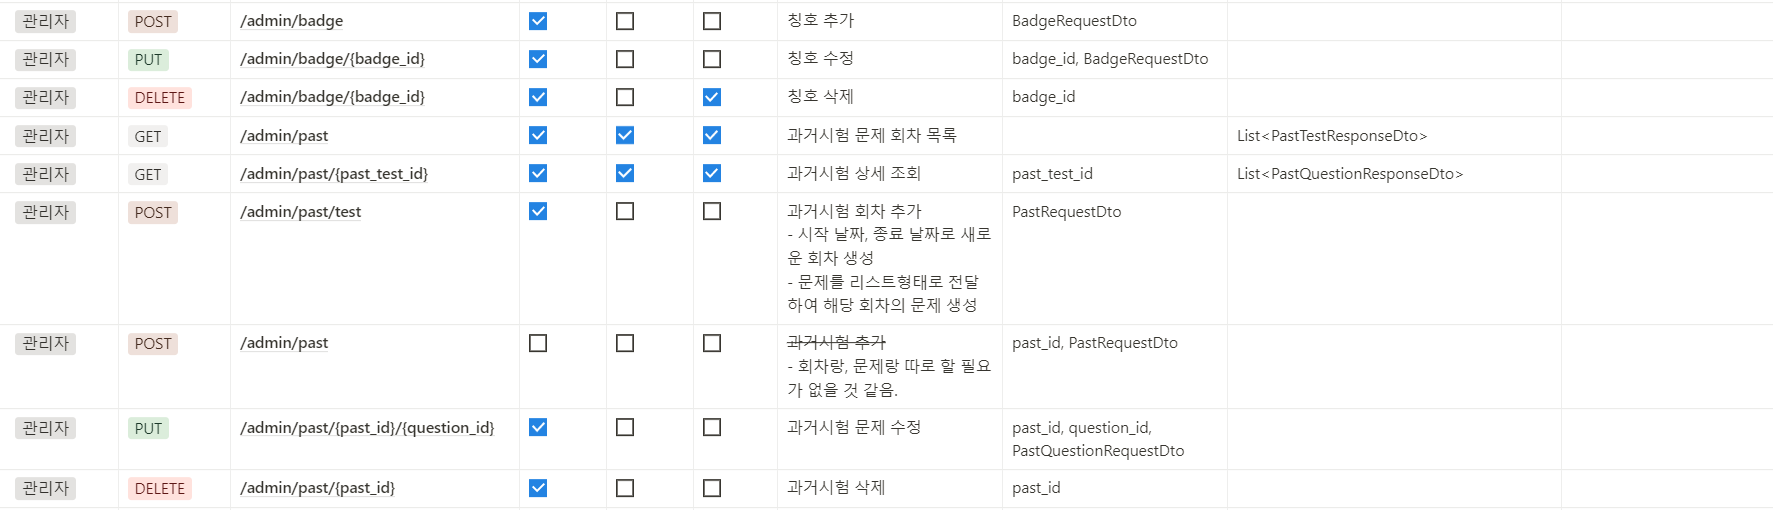 관리자 POST /admin/badge 칭호 추가 BadgeRequestDto
관리자 PUT /admin/badge/{badge_id} 칭호 수정 badge_id, BadgeRequestDto
관리자 DELETE /admin/badge/{badge_id} 칭호 삭제 badge_id
관리자 GET /admin/past 과거시험 문제 회차 목록 List<PastTestResponseDto>
관리자 GET /admin/past/{past_test_id} 과거시험 상세 조회 past_test_id List<PastQuestionResponseDto>
관리자 POST /admin/past/test 과거시험 회차 추가 PastRequestDto
- 시작 날짜, 종료 날짜로 새로
운 회차 생성
- 문제를 리스트형태로 전달
하여 해당 회차의 문제 생성
관리자 POST /admin/past 과거시험 추가 past_id, PastRequestDto
- 회차랑, 문제랑 따로 할 필요
가 없을 것 같음.
관리자 PUT /admin/past/{past_id}/{question_id} 과거시험 문제 수정 past_id, question_id,
PastQuestionRequestDto
관리자 DELETE /admin/past/{past_id} 과거시험 삭제 past_id